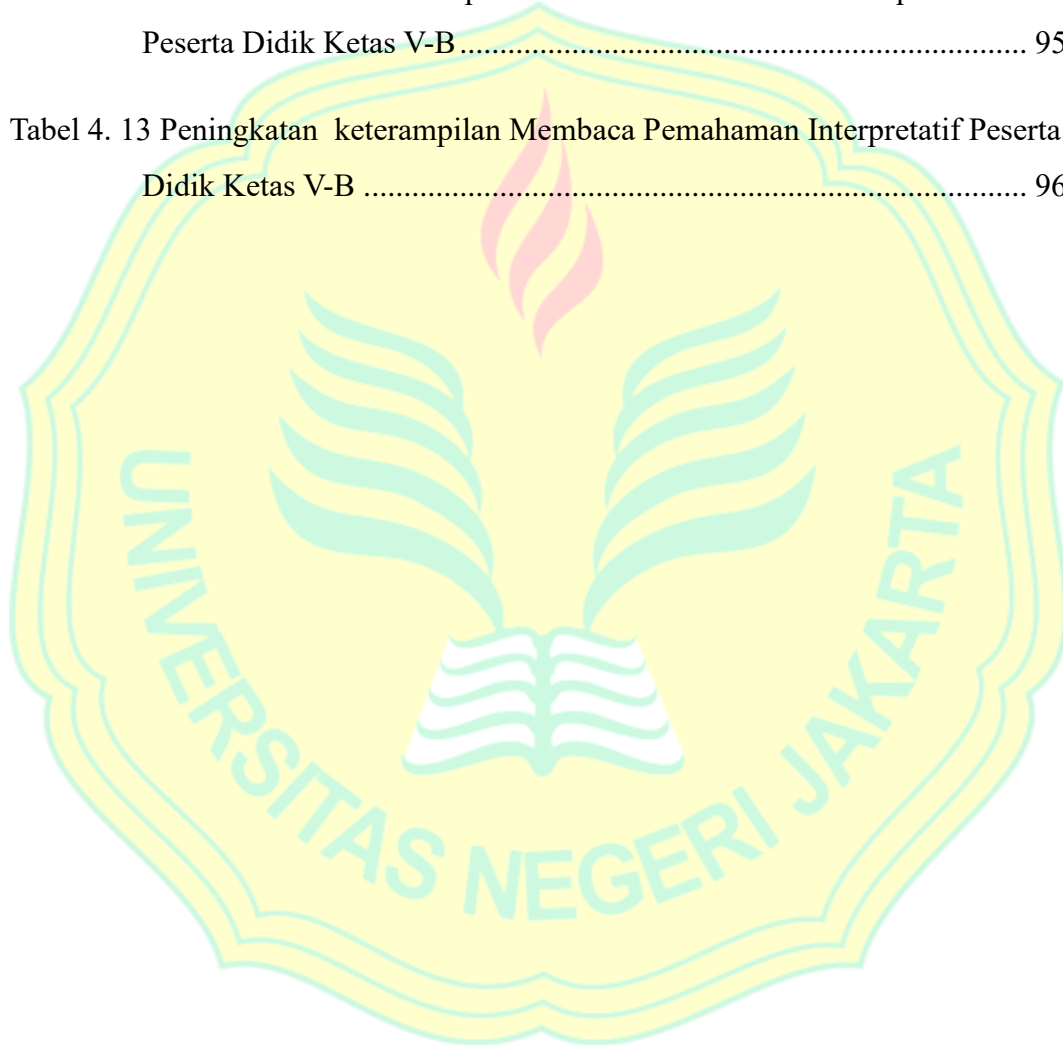 Peserta Didik Ketas V-B............................................................................ 95
Tabel 4. 13 Peningkatan  keterampilan Membaca Pemahaman Interpretatif Peserta
Didik Ketas V-B ........................................................................ 96
UNIVERSITAS NEGERI JAKARTA